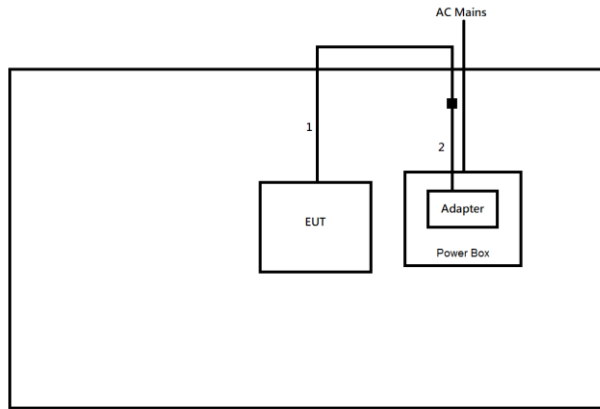 AC Mains
1
2
EUT
Adapter
Power Box